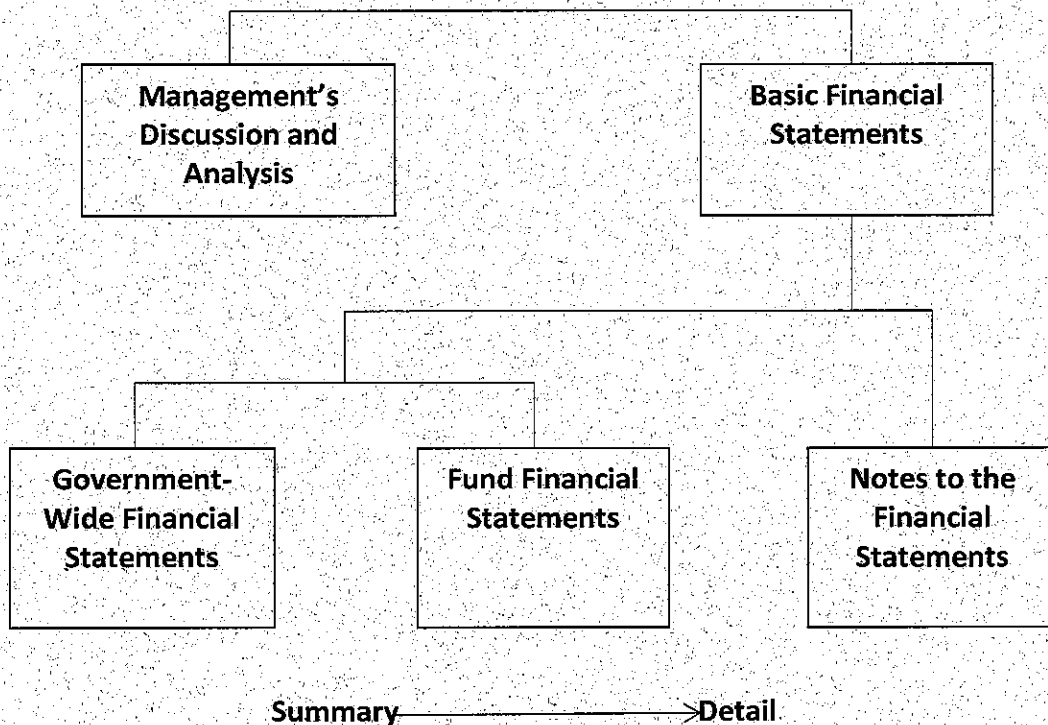 Management's
Discussion and
Analysis
Basic Financial
Statements
Government-
Wide Financial
Statements
Fund Financial
Statements
Notes to the
Financial
Statements
Summary
Detail